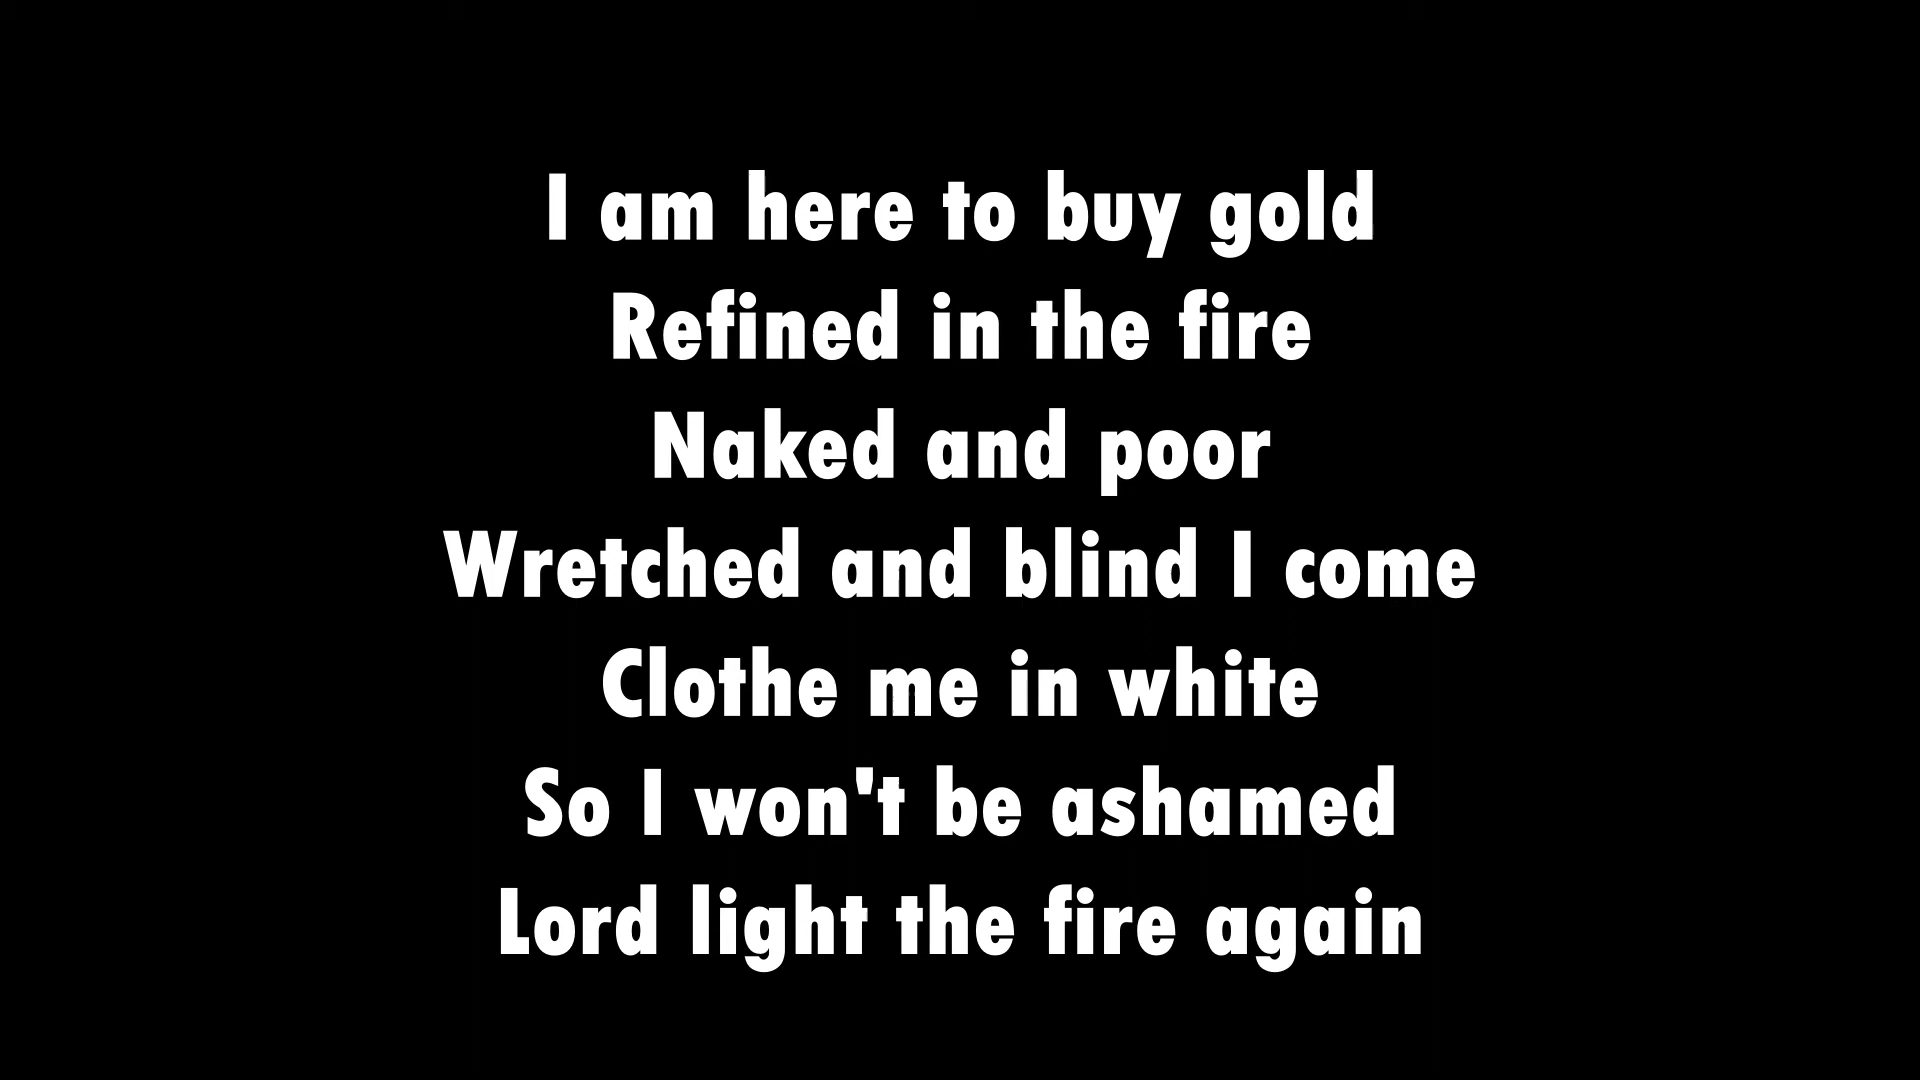 I am here to buy gold
Refined in the fire
Naked and poor
Wretched and blind I come
Clothe me in white
So I won't be ashamed
Lord light the fire again